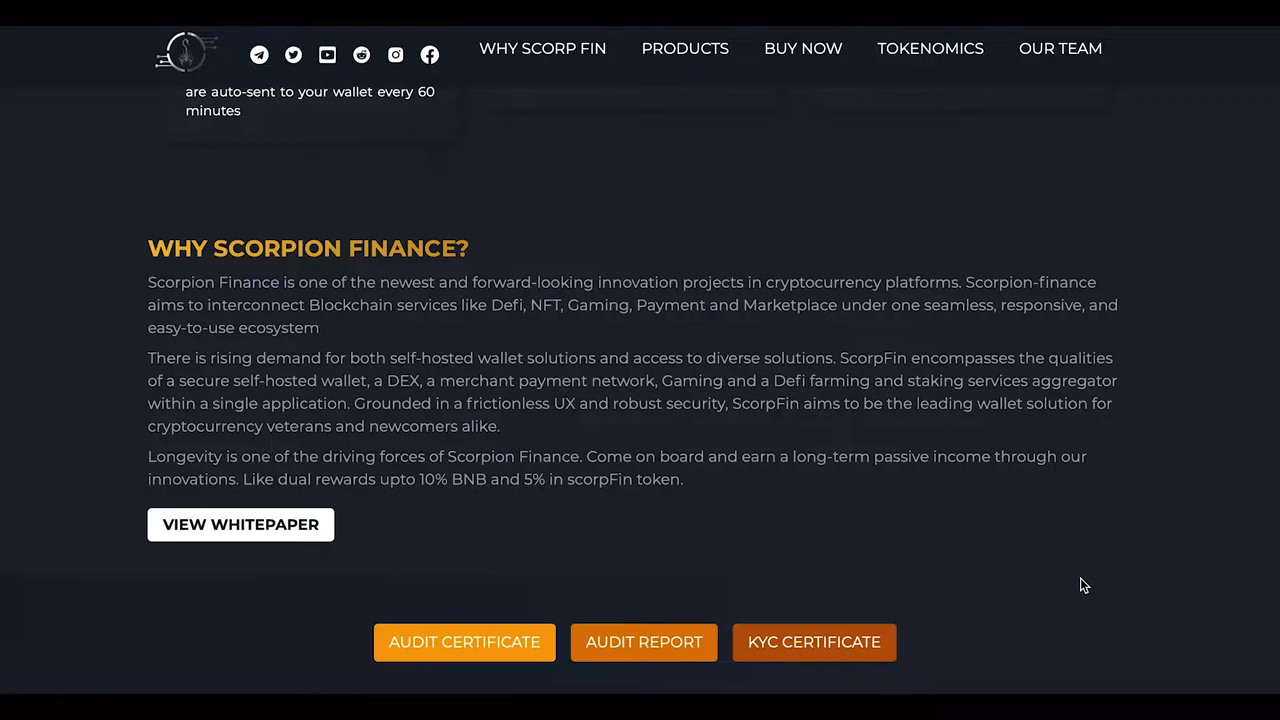 WHY SCORP FIN PRODUCTS BUY NOW TOKENOMICS OUR TEAM
are auto-sent to your wallet every 60
minutes
WHY SCORPION FINANCE?
Scorpion Finance is one of the newest and forward-looking innovation projects in cryptocurrency platforms. Scorpion-finance
aims to interconnect Blockchain services like Defi, NFT, Gaming, Payment and Marketplace under one seamless, responsive, and
easy-to-use ecosystem
There is rising demand for both self-hosted wallet solutions and access to diverse solutions. ScorpFin encompasses the qualities
of a secure self-hosted wallet, a DEX, a merchant payment network, Gaming and a Defi farming and staking services aggregator
within a single application. Grounded in a frictionless UX and robust security, ScorpFin aims to be the leading wallet solution for
cryptocurrency veterans and newcomers alike.
Longevity is one of the driving forces of Scorpion Finance. Come on board and earn a long-term passive income through our
innovations. Like dual rewards upto 10% BNB and 5% in scorpFin token.
VIEW WHITEPAPER
AUDIT CERTIFICATE AUDIT REPORT KYC CERTIFICATE